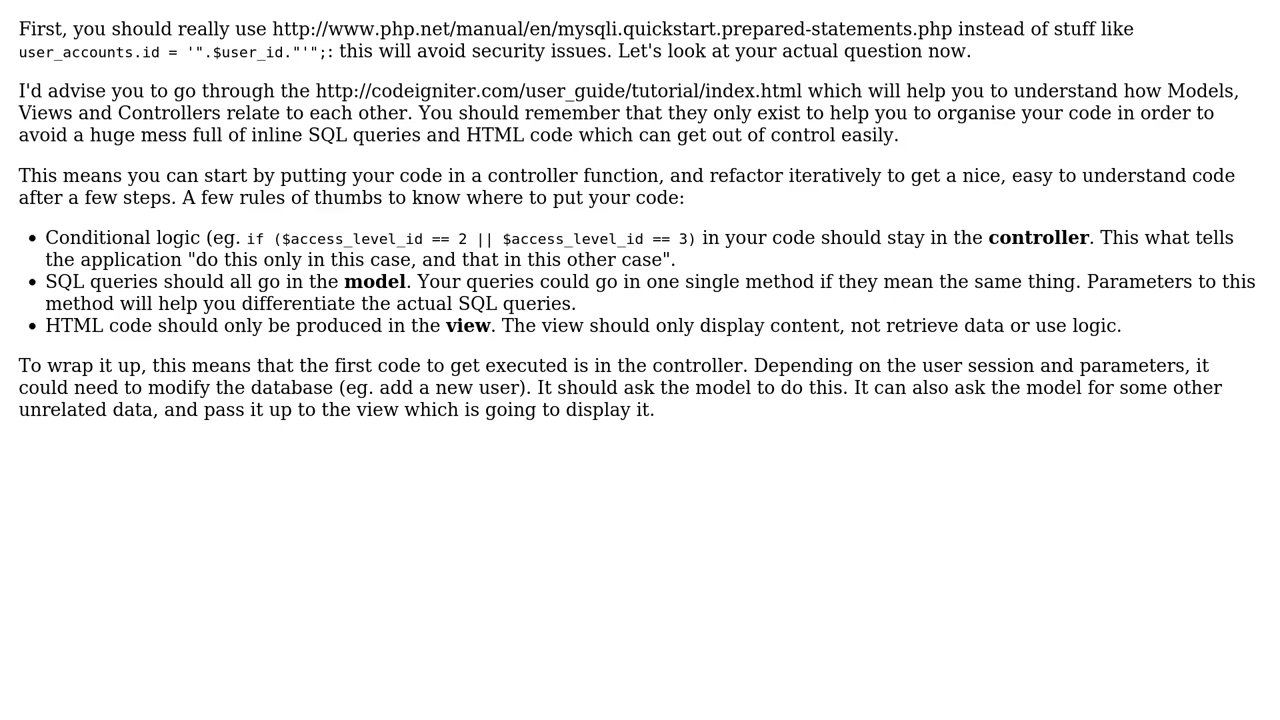 First, you should really use http://www.php.net/manual/en/mysqli.quickstart.prepared-statements.php instead of stuff like
user_accounts.id = '".$user_id."'";: this will avoid security issues. Let's look at your actual question now.
I'd advise you to go through the http://codeigniter.com/user_guide/tutorial/index.html which will help you to understand how Models,
Views and Controllers relate to each other. You should remember that they only exist to help you to organise your code in order to
avoid a huge mess full of inline SQL queries and HTML code which can get out of control easily.
This means you can start by putting your code in a controller function, and refactor iteratively to get a nice, easy to understand code
after a few steps. A few rules of thumbs to know where to put your code:
• Conditional logic (eg. if ($access_level_id == 2 || $access_level_id == 3) in your code should stay in the controller. This what tells
the application "do this only in this case, and that in this other case".
• SQL queries should all go in the model. Your queries could go in one single method if they mean the same thing. Parameters to this
method will help you differentiate the actual SQL queries.
• HTML code should only be produced in the view. The view should only display content, not retrieve data or use logic.
To wrap it up, this means that the first code to get executed is in the controller. Depending on the user session and parameters, it
could need to modify the database (eg. add a new user). It should ask the model to do this. It can also ask the model for some other
unrelated data, and pass it up to the view which is going to display it.